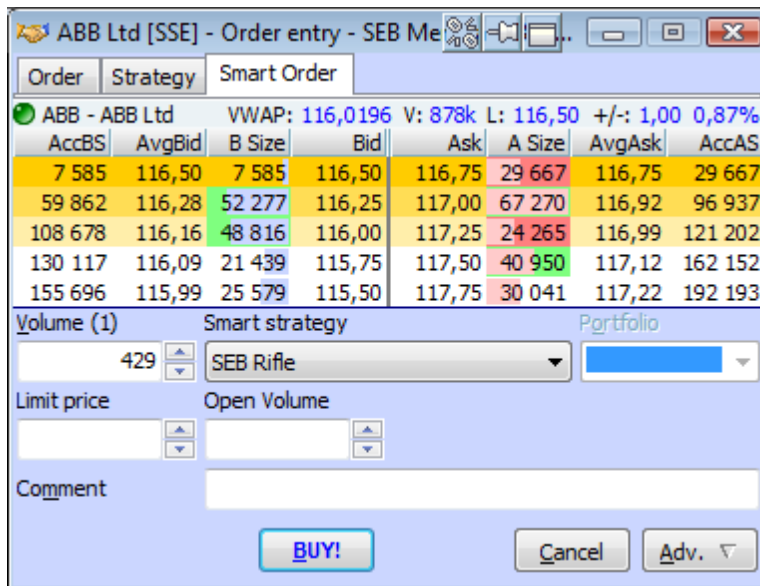 ABB Ltd [SSE] - Order entry - SEB Me ...
Order Strategy Smart Order
ABB - ABB Ltd VWAP: 116,0196 V: 878k L: 116,50 +/-: 1,00 0,87%
AccBS AvgBid B Size Bid Ask A Size AvgAsk AccAS
7 585 116,50 7 585 116,50 116,75 29 667 116,75 29 667
59 862 116,28 52 277 116,25 117,00 67 270 116,92 96 937
108 678 116,16 48 816 116,00 117,25 24 265 116,99 121 202
130 117 116,09 21 439 115,75 117,50 40 950 117,12 162 152
155 696 115,99 25 579 115,50 117,75 30 041 117,22 192 193
Volume (1) Smart strategy Portfolio
429 SEB Rifle
Limit price Open Volume
Comment
BUY! Cancel Adv.